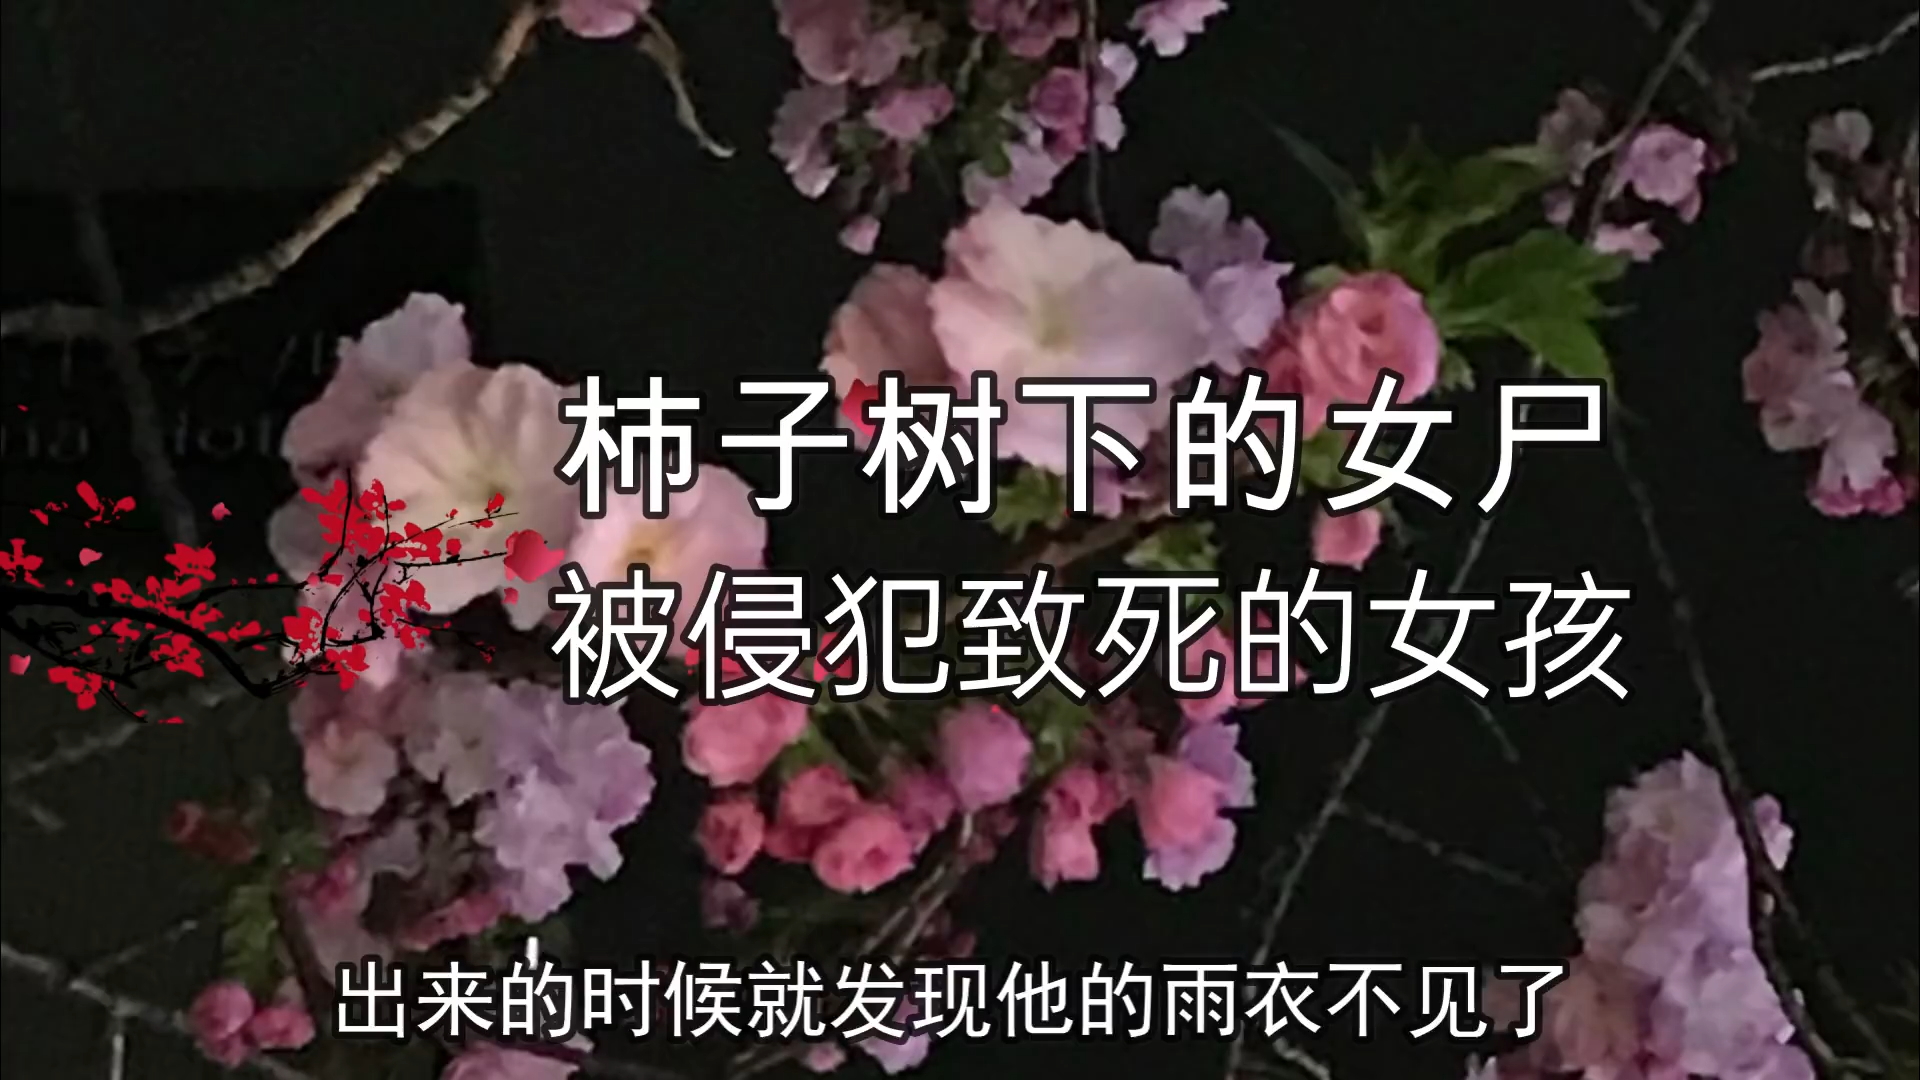 柿子树下的女尸
被侵犯致死的女孩
出来的时候就发现他的雨衣不见了